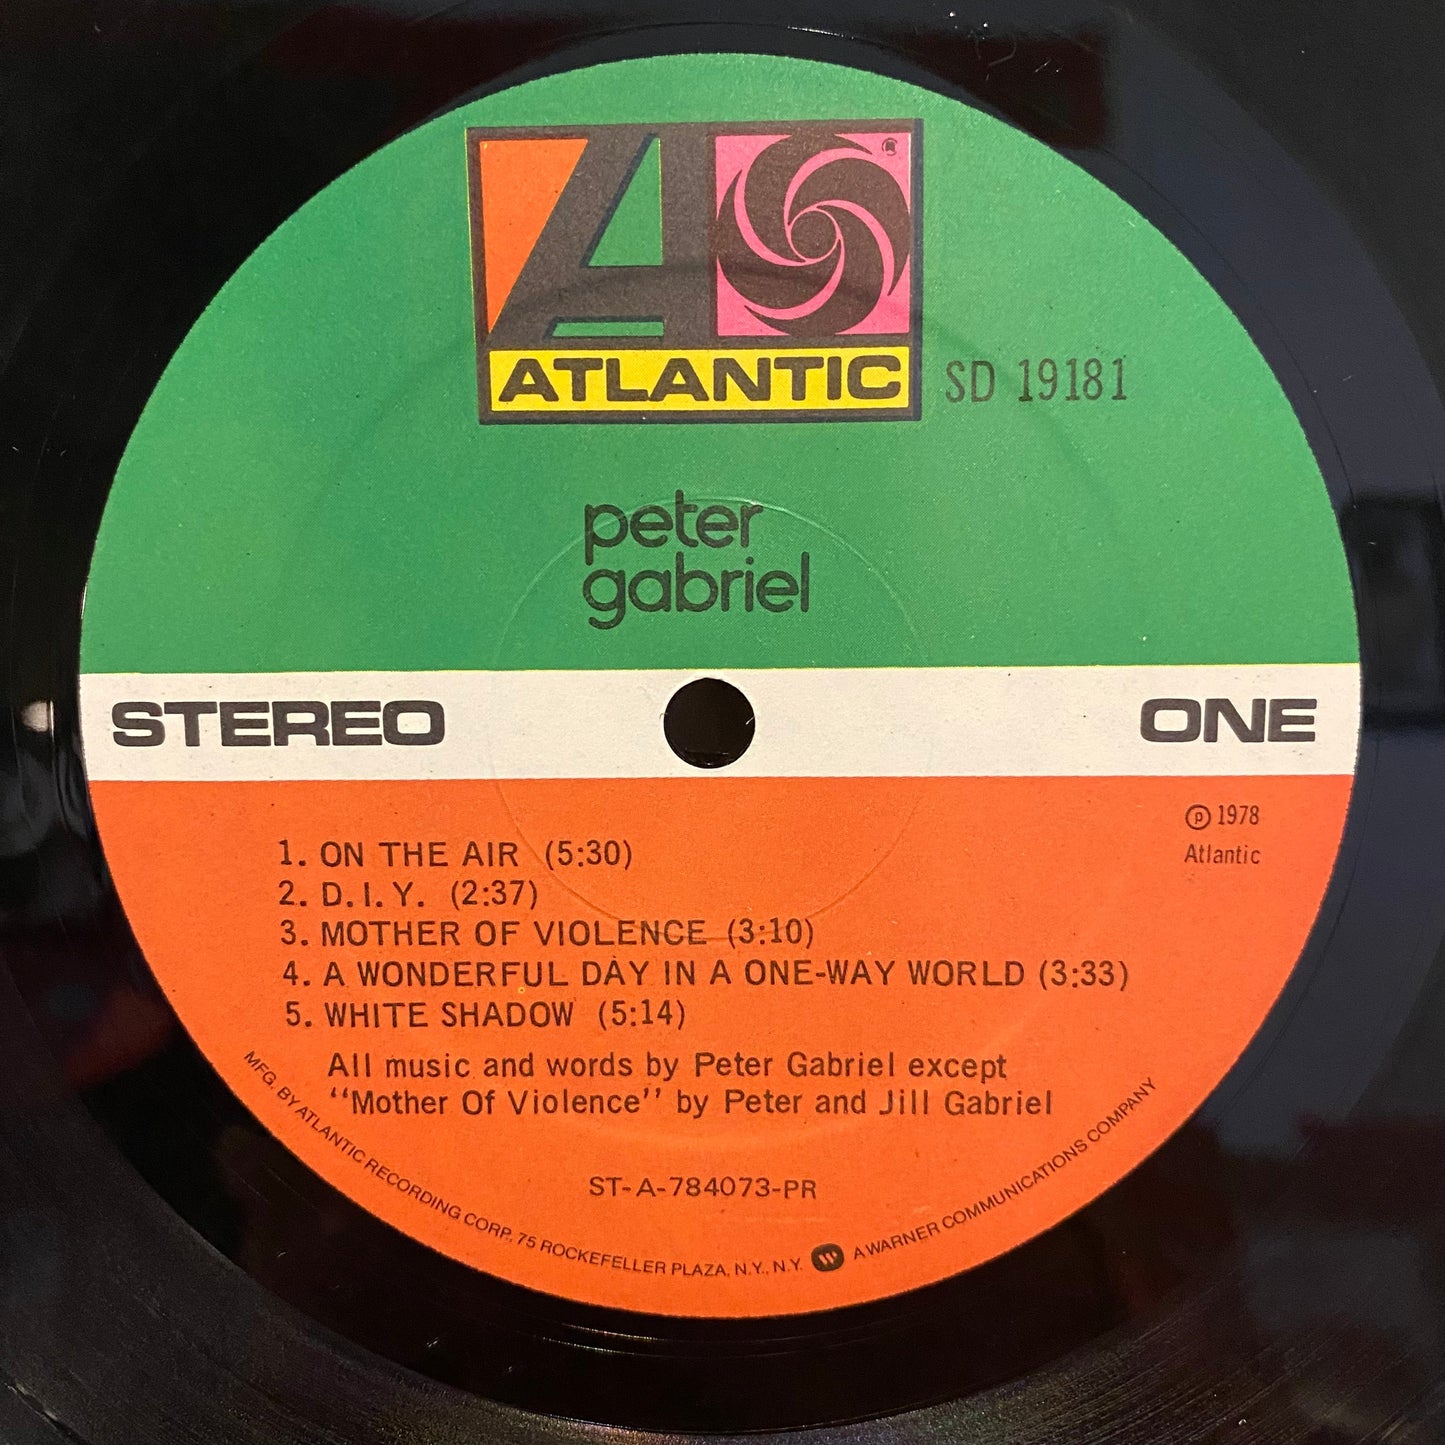 ATLANTIC
SD 19181
peter
gabriel
STEREO
ONE
℗ 1978
Atlantic
1. ON THE AIR (5:30)
2. D.I.Y. (2:37)
3. MOTHER OF VIOLENCE (3:10)
4. A WONDERFUL DAY IN A ONE-WAY WORLD (3:33)
5. WHITE SHADOW (5:14)
All music and words by Peter Gabriel except
"Mother Of Violence" by Peter and Jill Gabriel
ST-A-784073-PR
MFG. BY ATLANTIC RECORDING CORP., 75 ROCKEFELLER PLAZA, N.Y., N.Y. A WARNER COMMUNICATIONS COMPANY